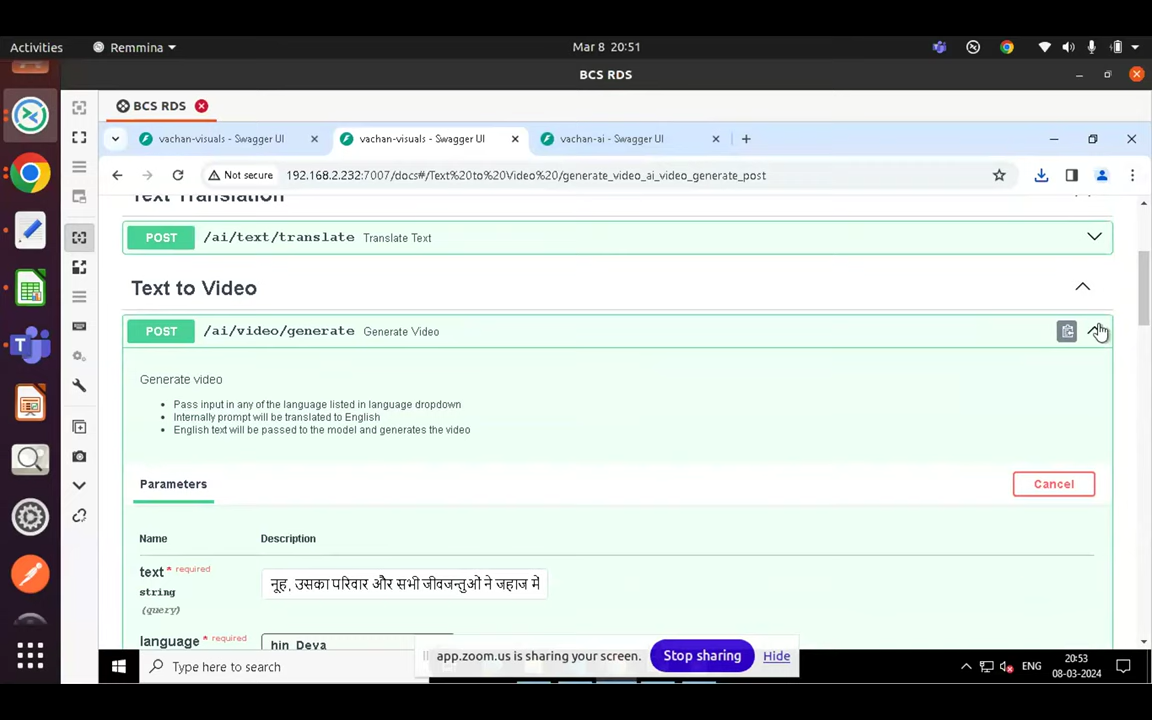 Activities
Remmina
Mar 8 20:51
BCS RDS
BCS RDS
vachan-visuals - Swagger UI
vachan-visuals - Swagger UI
vachan-ai - Swagger UI
Not secure
192.168.2.232:7007/docs#/Text%20to%20Video%20/generate_video_ai_video_generate_post
Text Translation
POST /ai/text/translate Translate Text
Text to Video
POST /ai/video/generate Generate Video
Generate video
Pass input in any of the language listed in language dropdown
Internally prompt will be translated to English
English text will be passed to the model and generates the video
Parameters
Cancel
Name Description
text * required
string
(query)
नूह, उसका परिवार और सभी जीवजन्तुओं ने जहाज में
language * required
hin_Deva
app.zoom.us is sharing your screen.
Stop sharing
Hide
Type here to search
ENG
20:53
08-03-2024